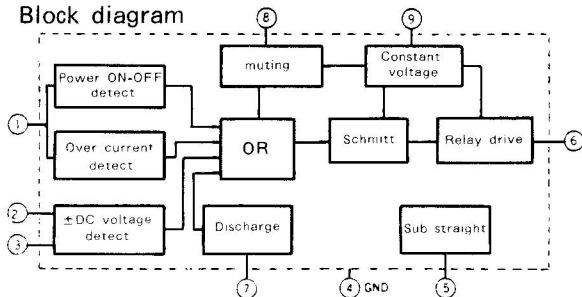 Block diagram
8
9
muting
Constant
voltage
Power ON-OFF
detect
1
Over current
detect
OR
Schmitt
Relay drive
6
2
3
±DC voltage
detect
Discharge
Sub straight
7
4 GND
5